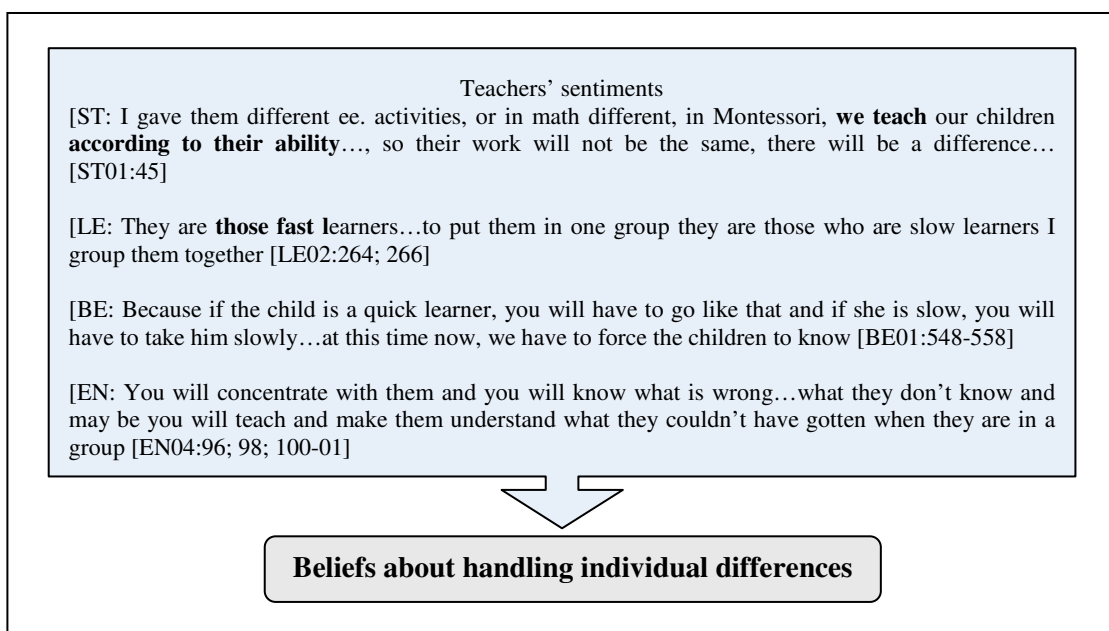 Teachers’ sentiments
[ST: I gave them different ee. activities, or in math different, in Montessori, we teach our children
according to their ability…, so their work will not be the same, there will be a difference…
[ST01:45]
[LE: They are those fast learners…to put them in one group they are those who are slow learners I
group them together [LE02:264; 266]
[BE: Because if the child is a quick learner, you will have to go like that and if she is slow, you will
have to take him slowly…at this time now, we have to force the children to know [BE01:548-558]
[EN: You will concentrate with them and you will know what is wrong…what they don’t know and
may be you will teach and make them understand what they couldn’t have gotten when they are in a
group [EN04:96; 98; 100-01]
Beliefs about handling individual differences